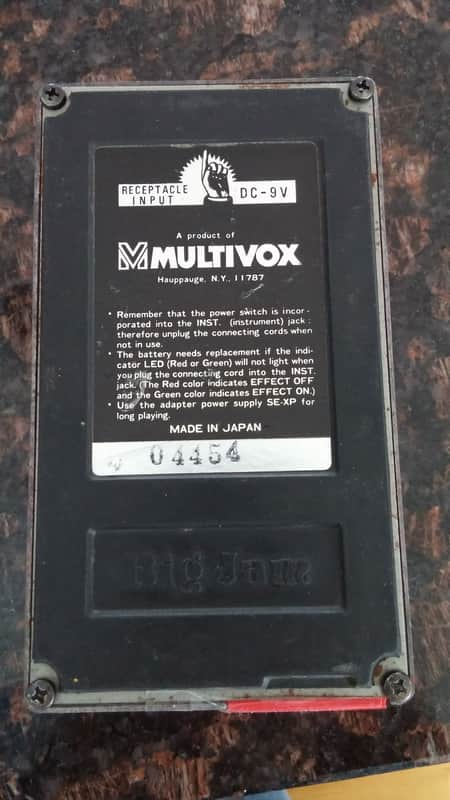 RECEPTACLE
INPUT
DC-9V
A product of
MULTIVOX
Hauppauge, N.Y., 11787
• Remember that the power switch is incor-
porated into the INST. (instrument) jack:
therefore unplug the connecting cords when
not in use.
• The battery needs replacement if the indi-
cator LED (Red or Green) will not light when
you plug the connecting cord into the INST.
jack. (The Red color indicates EFFECT OFF
and the Green color indicates EFFECT ON.)
• Use the adapter power supply SE-XP for
long playing.
MADE IN JAPAN
04454
Big Jam